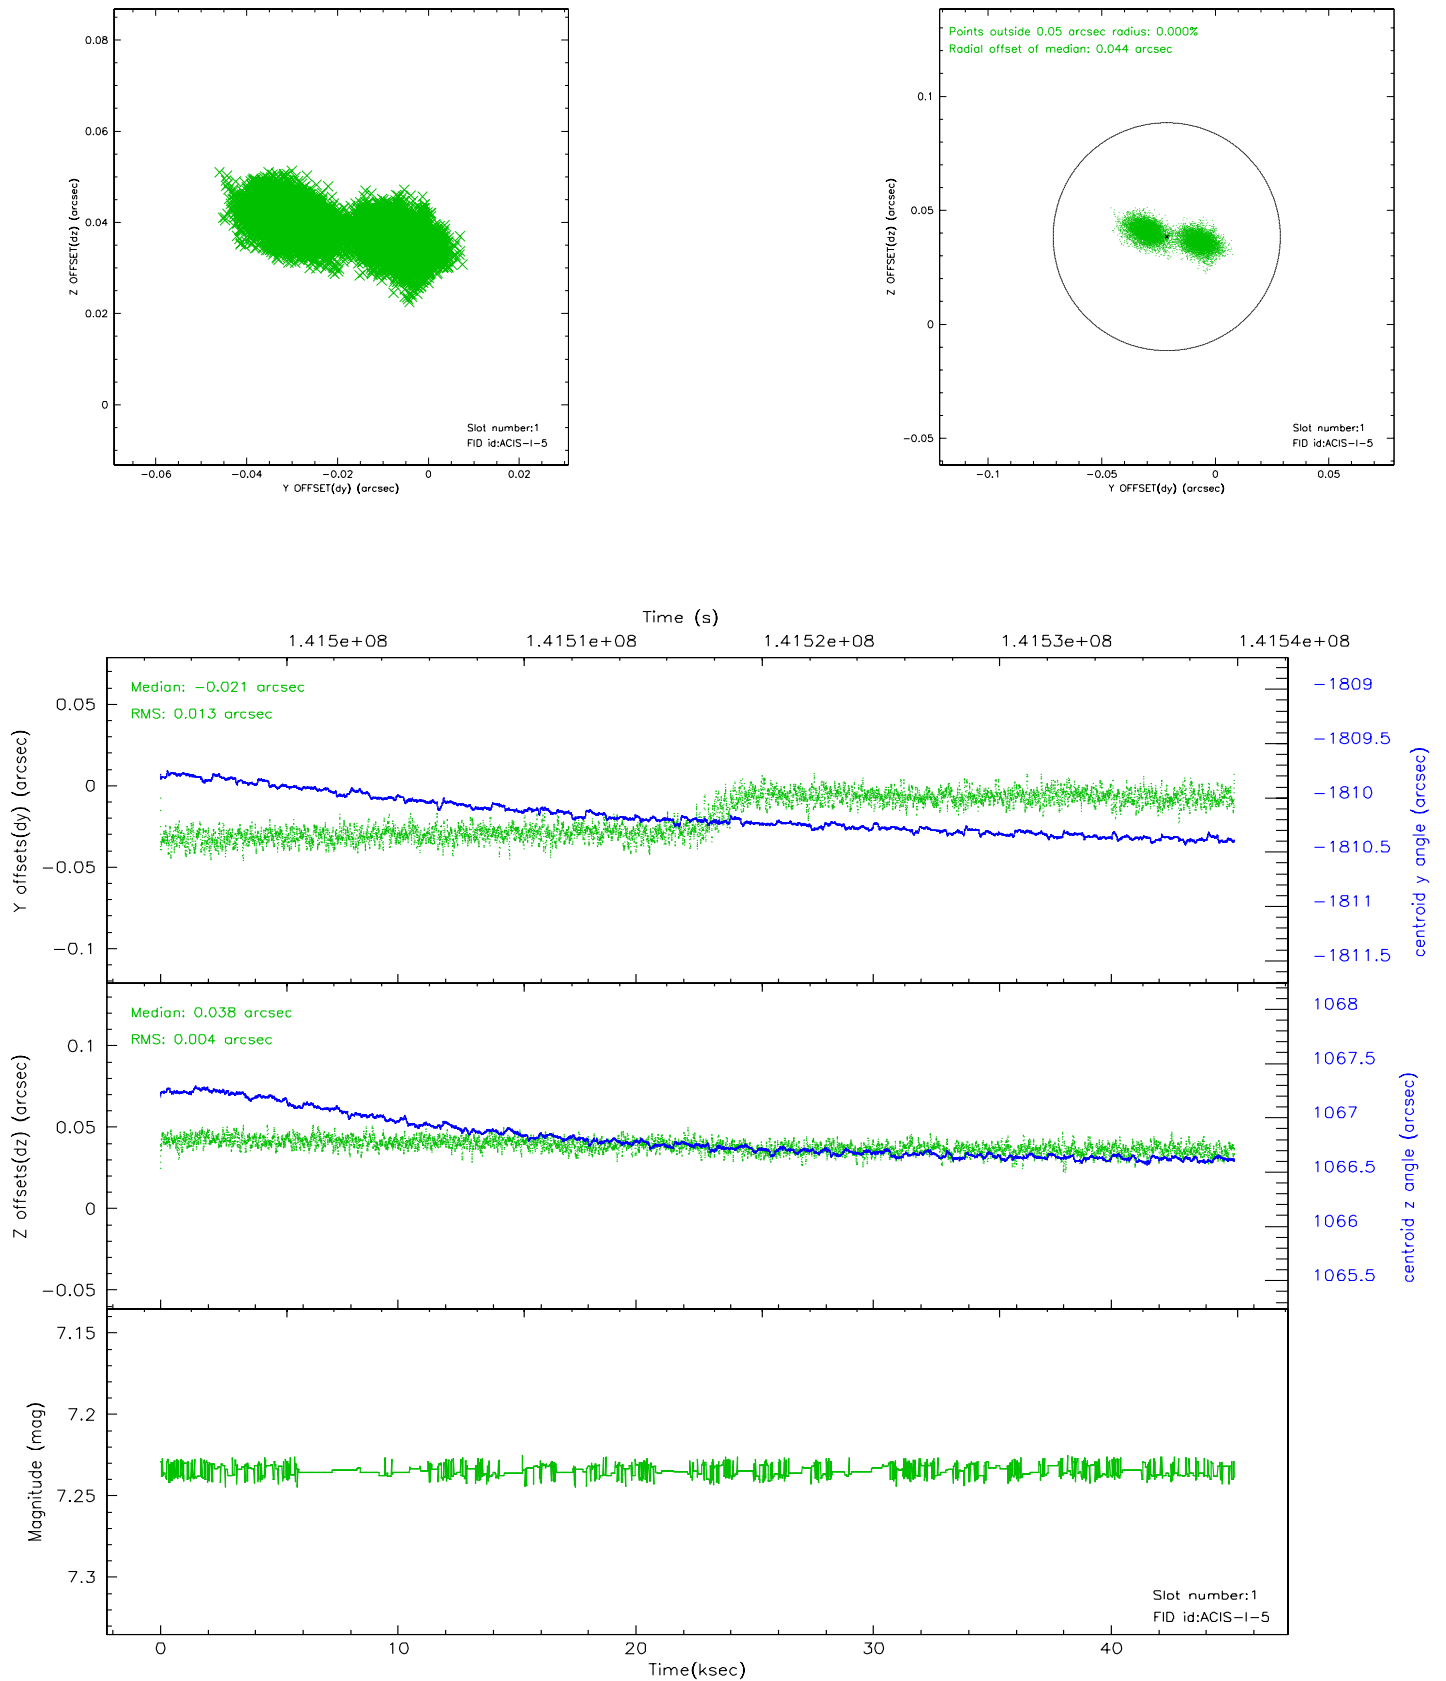 0.08
0.06
0.04
0.02
0
Z OFFSET(dz) (arcsec)
Slot number:1
FID id:ACIS-I-5
-0.06 -0.04 -0.02 0 0.02
Y OFFSET(dy) (arcsec)
Points outside 0.05 arcsec radius: 0.000%
Radial offset of median: 0.044 arcsec
0.1
0.05
0
-0.05
Z OFFSET(dz) (arcsec)
Slot number:1
FID id:ACIS-I-5
-0.1 -0.05 0 0.05
Y OFFSET(dy) (arcsec)
Time (s)
1.415e+08 1.4151e+08 1.4152e+08 1.4153e+08 1.4154e+08
Median: -0.021 arcsec
RMS: 0.013 arcsec
0.05
0
-0.05
-0.1
Y offsets(dy) (arcsec)
-1809
-1809.5
-1810
-1810.5
-1811
-1811.5
centroid y angle (arcsec)
Median: 0.038 arcsec
RMS: 0.004 arcsec
0.1
0.05
0
-0.05
Z offsets(dz) (arcsec)
1068
1067.5
1067
1066.5
1066
1065.5
centroid z angle (arcsec)
7.15
7.2
7.25
7.3
Magnitude (mag)
Slot number:1
FID id:ACIS-I-5
0 10 20 30 40
Time(ksec)